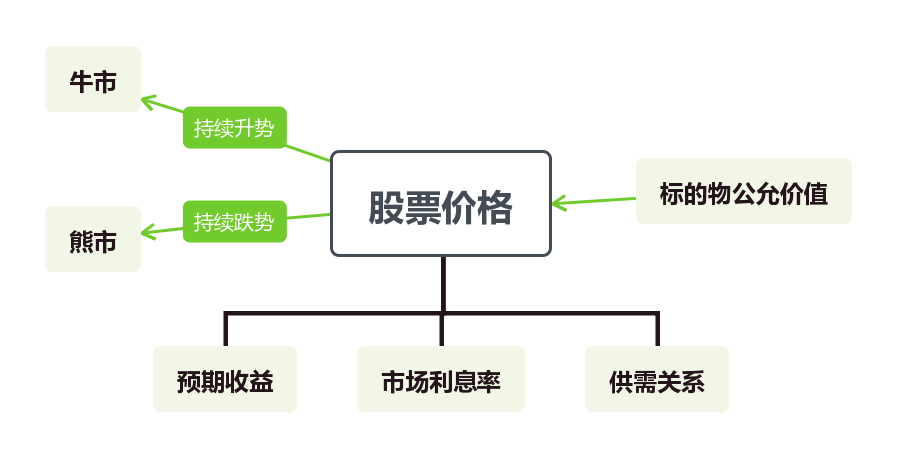 牛市
持续升势
股票价格
标的物公允价值
持续跌势
熊市
预期收益
市场利息率
供需关系